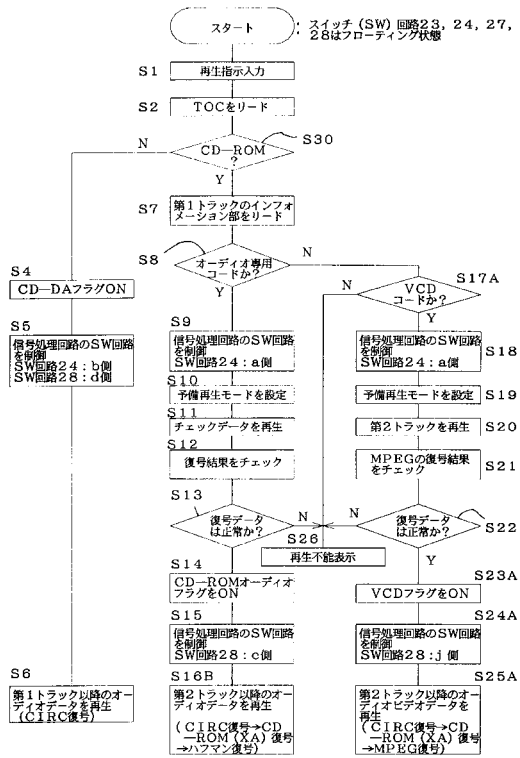 スタート
: スイッチ (SW) 回路23, 24, 27,
28はフローティング状態
S1
再生指示入力
S2
TOCをリード
N
S30
CD—ROM
?
Y
S7
第1トラックのインフォ
メーション部をリード
S8
オーディオ専用
コードか?
N
Y
S4
CD—DAフラグON
N
S17A
VCD
コードか?
Y
S5
信号処理回路のSW回路
を制御
SW回路24:b側
SW回路28:d側
S9
信号処理回路のSW回路
を制御
SW回路24:a側
信号処理回路のSW回路
を制御
SW回路24:a側
S18
S10
予備再生モードを設定
予備再生モードを設定
S19
S11
チェックデータを再生
第2トラックを再生
S20
S12
復号結果をチェック
MPEGの復号結果
をチェック
S21
S13
復号データ
は正常か?
N
N
復号データ
は正常か?
S22
S26
再生不能表示
Y
S14
CD—ROMオーディオ
フラグをON
S23A
VCDフラグをON
S15
信号処理回路のSW回路
を制御
SW回路28:c側
S24A
信号処理回路のSW回路
を制御
SW回路28:j側
S6
第1トラック以降のオー
ディオデータを再生
(CIRC復号)
S16B
第2トラック以降のオー
ディオデータを再生
(CIRC復号→CD
—ROM(XA)復号
→ハフマン復号)
S25A
第2トラック以降のオー
ディオビデオデータを
再生
(CIRC復号→CD
—ROM(XA)復号
→MPEG復号)